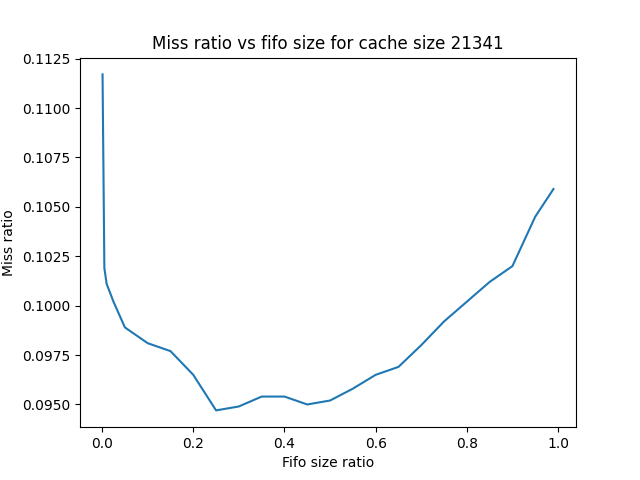 Miss ratio vs fifo size for cache size 21341
0.1125
0.1100
0.1075
0.1050
0.1025
0.1000
0.0975
0.0950
Miss ratio
0.0 0.2 0.4 0.6 0.8 1.0
Fifo size ratio